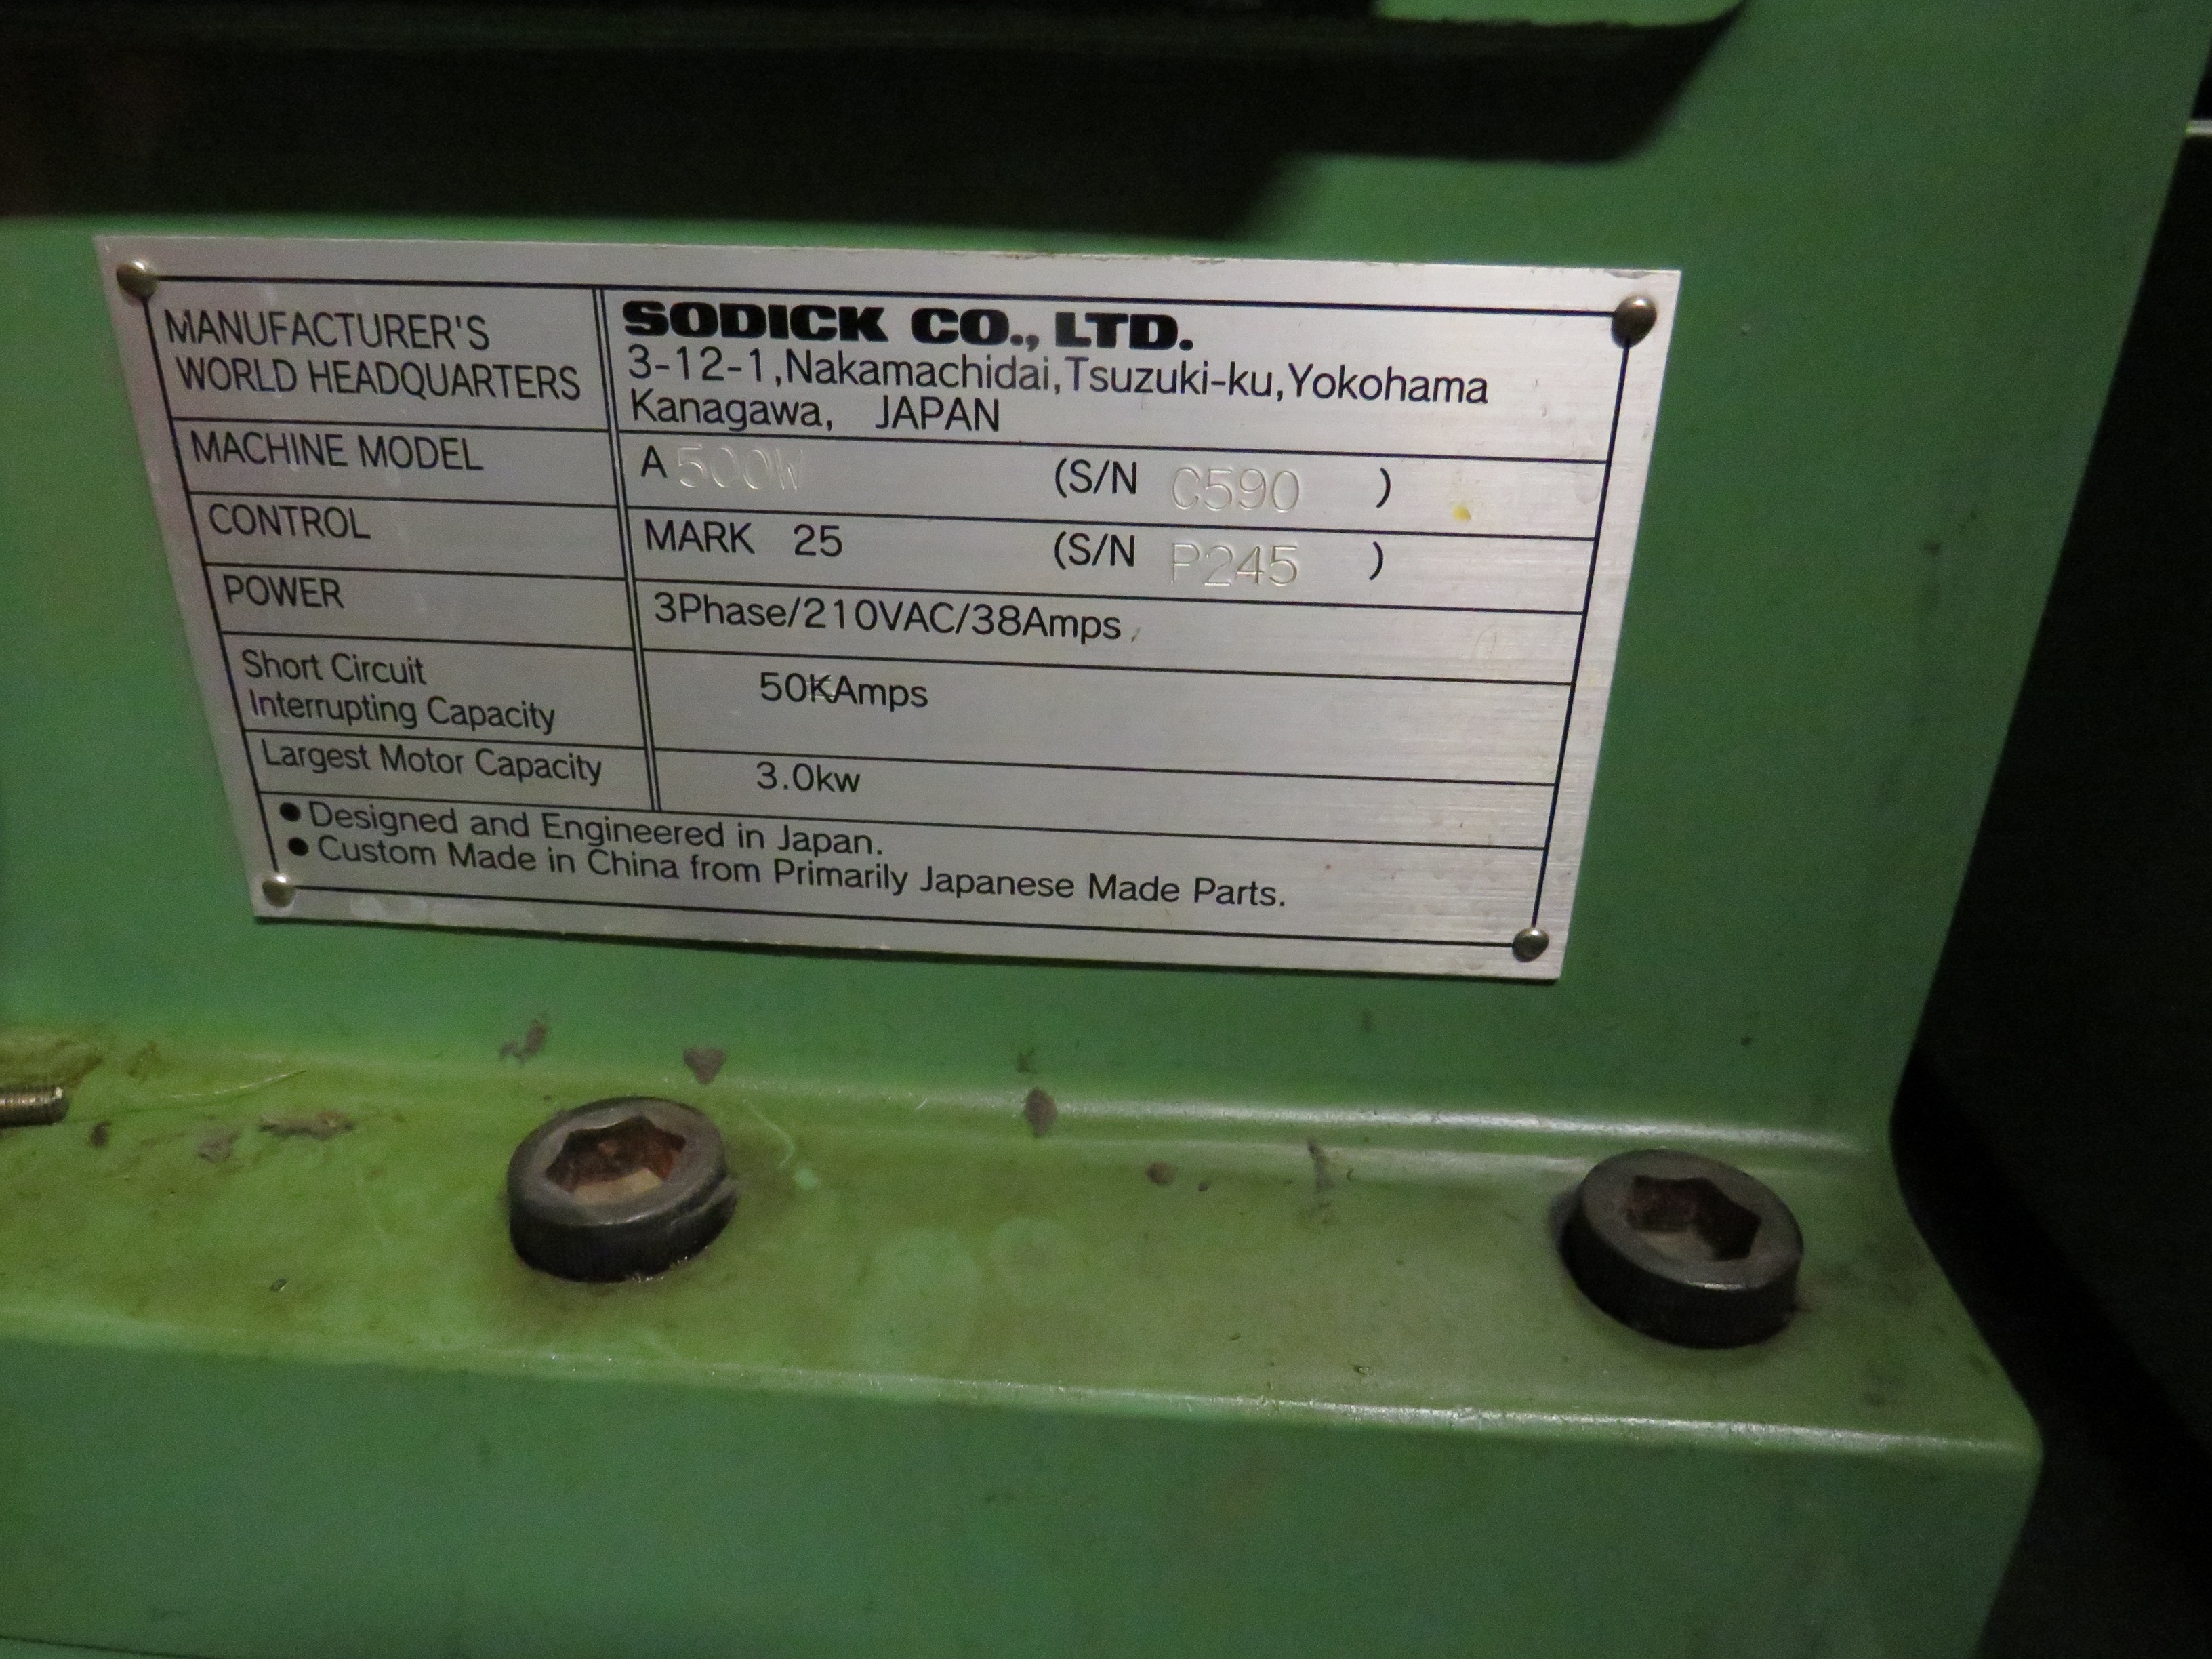 MANUFACTURER'S
WORLD HEADQUARTERS
SODICK CO., LTD.
3-12-1,Nakamachidai,Tsuzuki-ku,Yokohama
Kanagawa, JAPAN
MACHINE MODEL A 500W (S/N C590 )
CONTROL MARK 25 (S/N P245 )
POWER 3Phase/210VAC/38Amps
Short Circuit
Interrupting Capacity
50KAmps
Largest Motor Capacity 3.0kw
● Designed and Engineered in Japan.
● Custom Made in China from Primarily Japanese Made Parts.